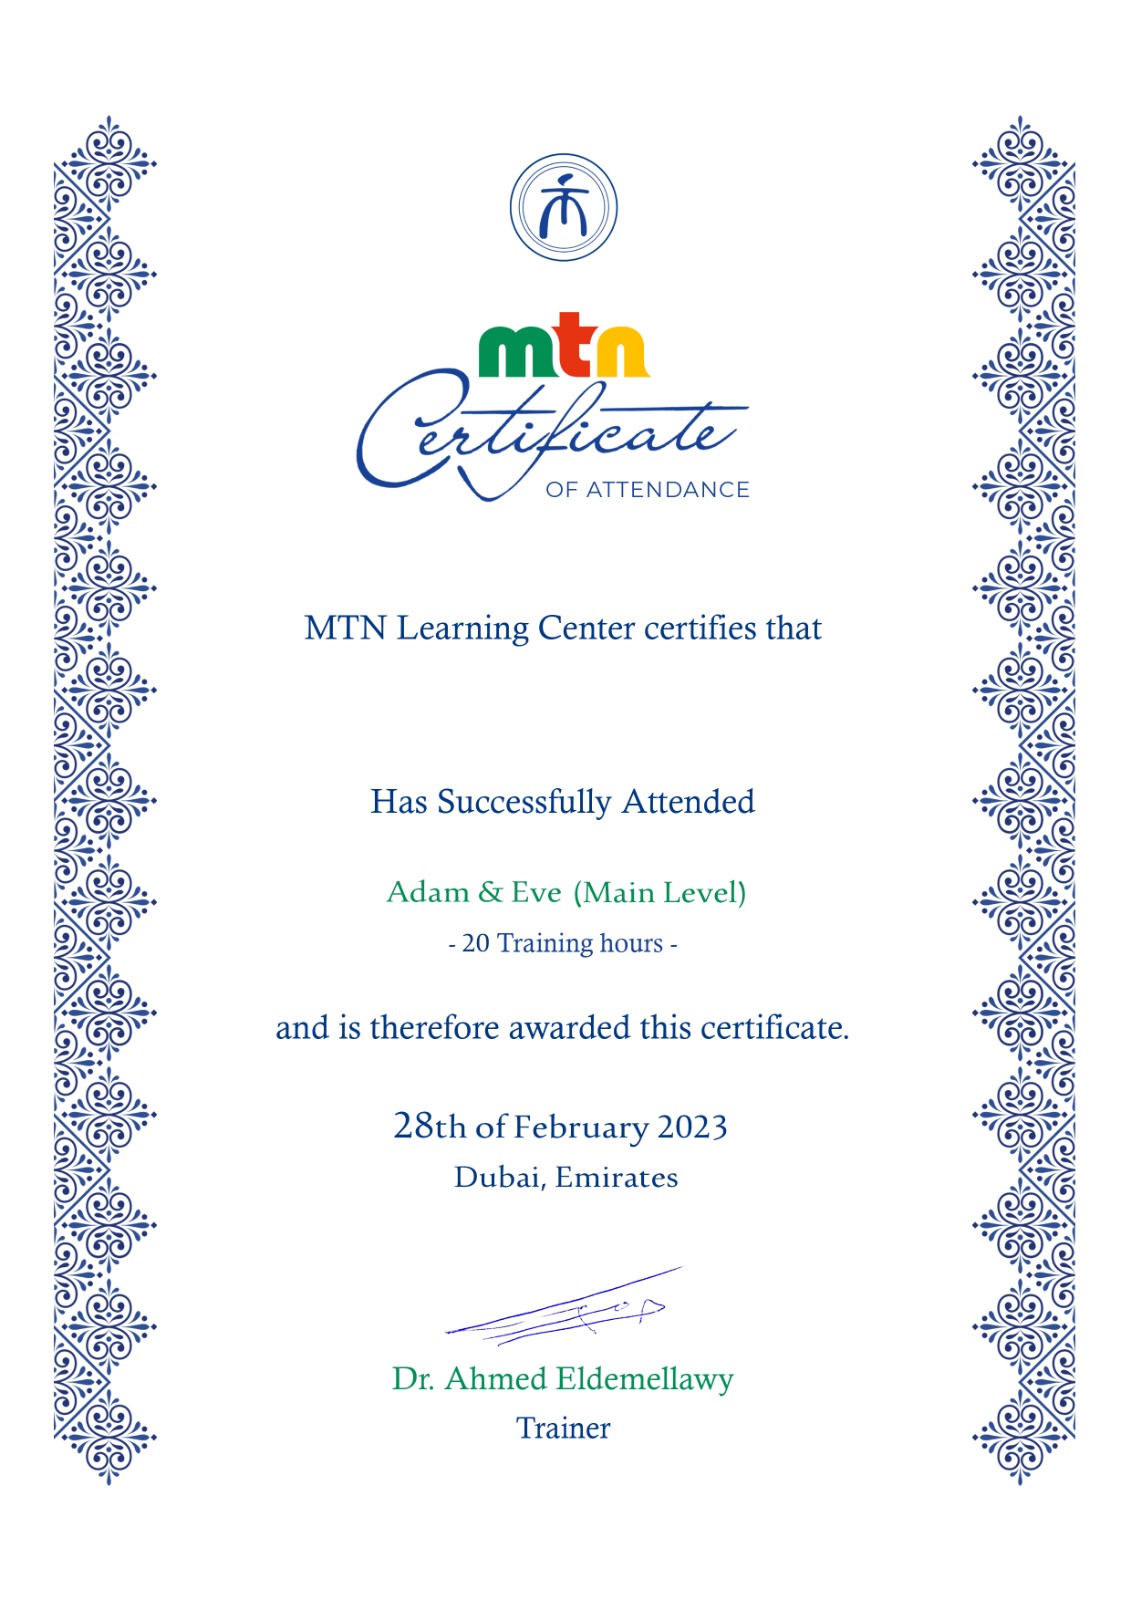 mtn
Certificate
OF ATTENDANCE
MTN Learning Center certifies that
Has Successfully Attended
Adam & Eve (Main Level)
- 20 Training hours -
and is therefore awarded this certificate.
28th of February 2023
Dubai, Emirates
Dr. Ahmed Eldemellawy
Trainer